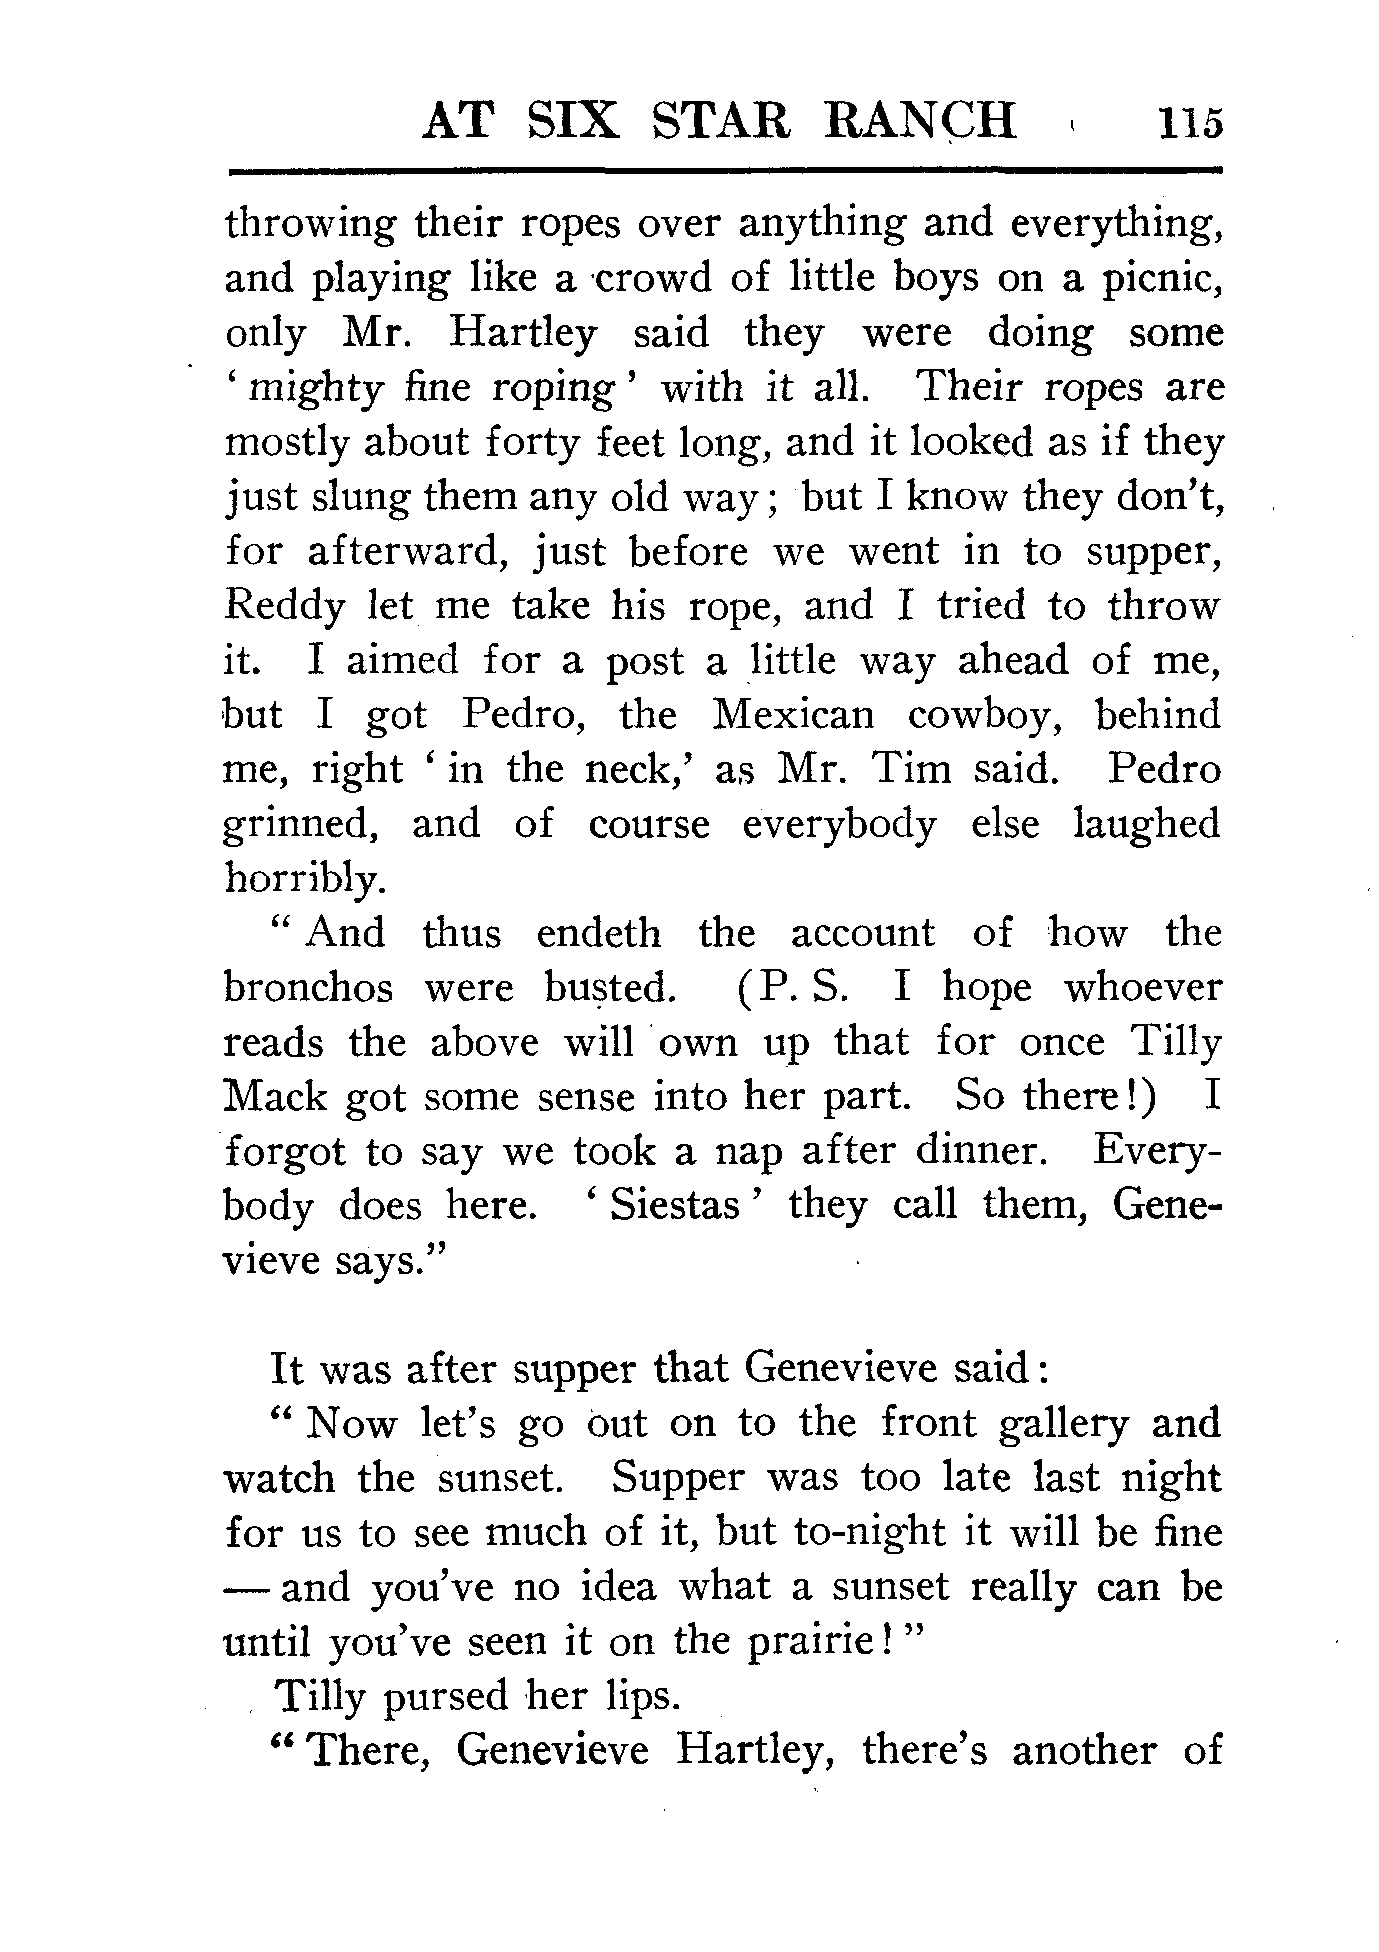 AT SIX STAR RANCH 115
throwing their ropes over anything and everything,
and playing like a crowd of little boys on a picnic,
only Mr. Hartley said they were doing some
‘ mighty fine roping ’ with it all. Their ropes are
mostly about forty feet long, and it looked as if they
just slung them any old way ; but I know they don't,
for afterward, just before we went in to supper,
Reddy let me take his rope, and I tried to throw
it. I aimed for a post a little way ahead of me,
but I got Pedro, the Mexican cowboy, behind
me, right ‘ in the neck,’ as Mr. Tim said. Pedro
grinned, and of course everybody else laughed
horribly.
“ And thus endeth the account of how the
bronchos were busted. (P. S. I hope whoever
reads the above will own up that for once Tilly
Mack got some sense into her part. So there!) I
forgot to say we took a nap after dinner. Every-
body does here. ‘ Siestas ’ they call them, Gene-
vieve says.”
It was after supper that Genevieve said :
“ Now let's go out on to the front gallery and
watch the sunset. Supper was too late last night
for us to see much of it, but to-night it will be fine
— and you've no idea what a sunset really can be
until you've seen it on the prairie ! ”
Tilly pursed her lips.
“ There, Genevieve Hartley, there's another of